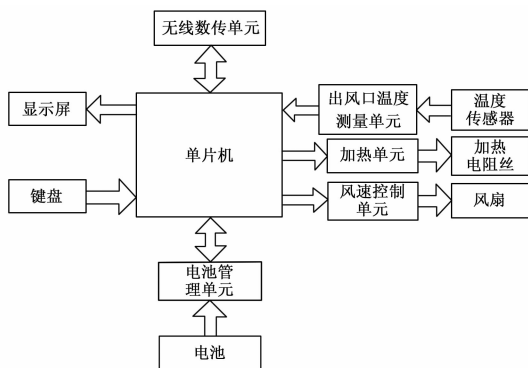 无线数传单元
显示屏
单片机
键盘
出风口温度
测量单元
温度
传感器
加热单元
加热
电阻丝
风速控制
单元
风扇
电池管
理单元
电池